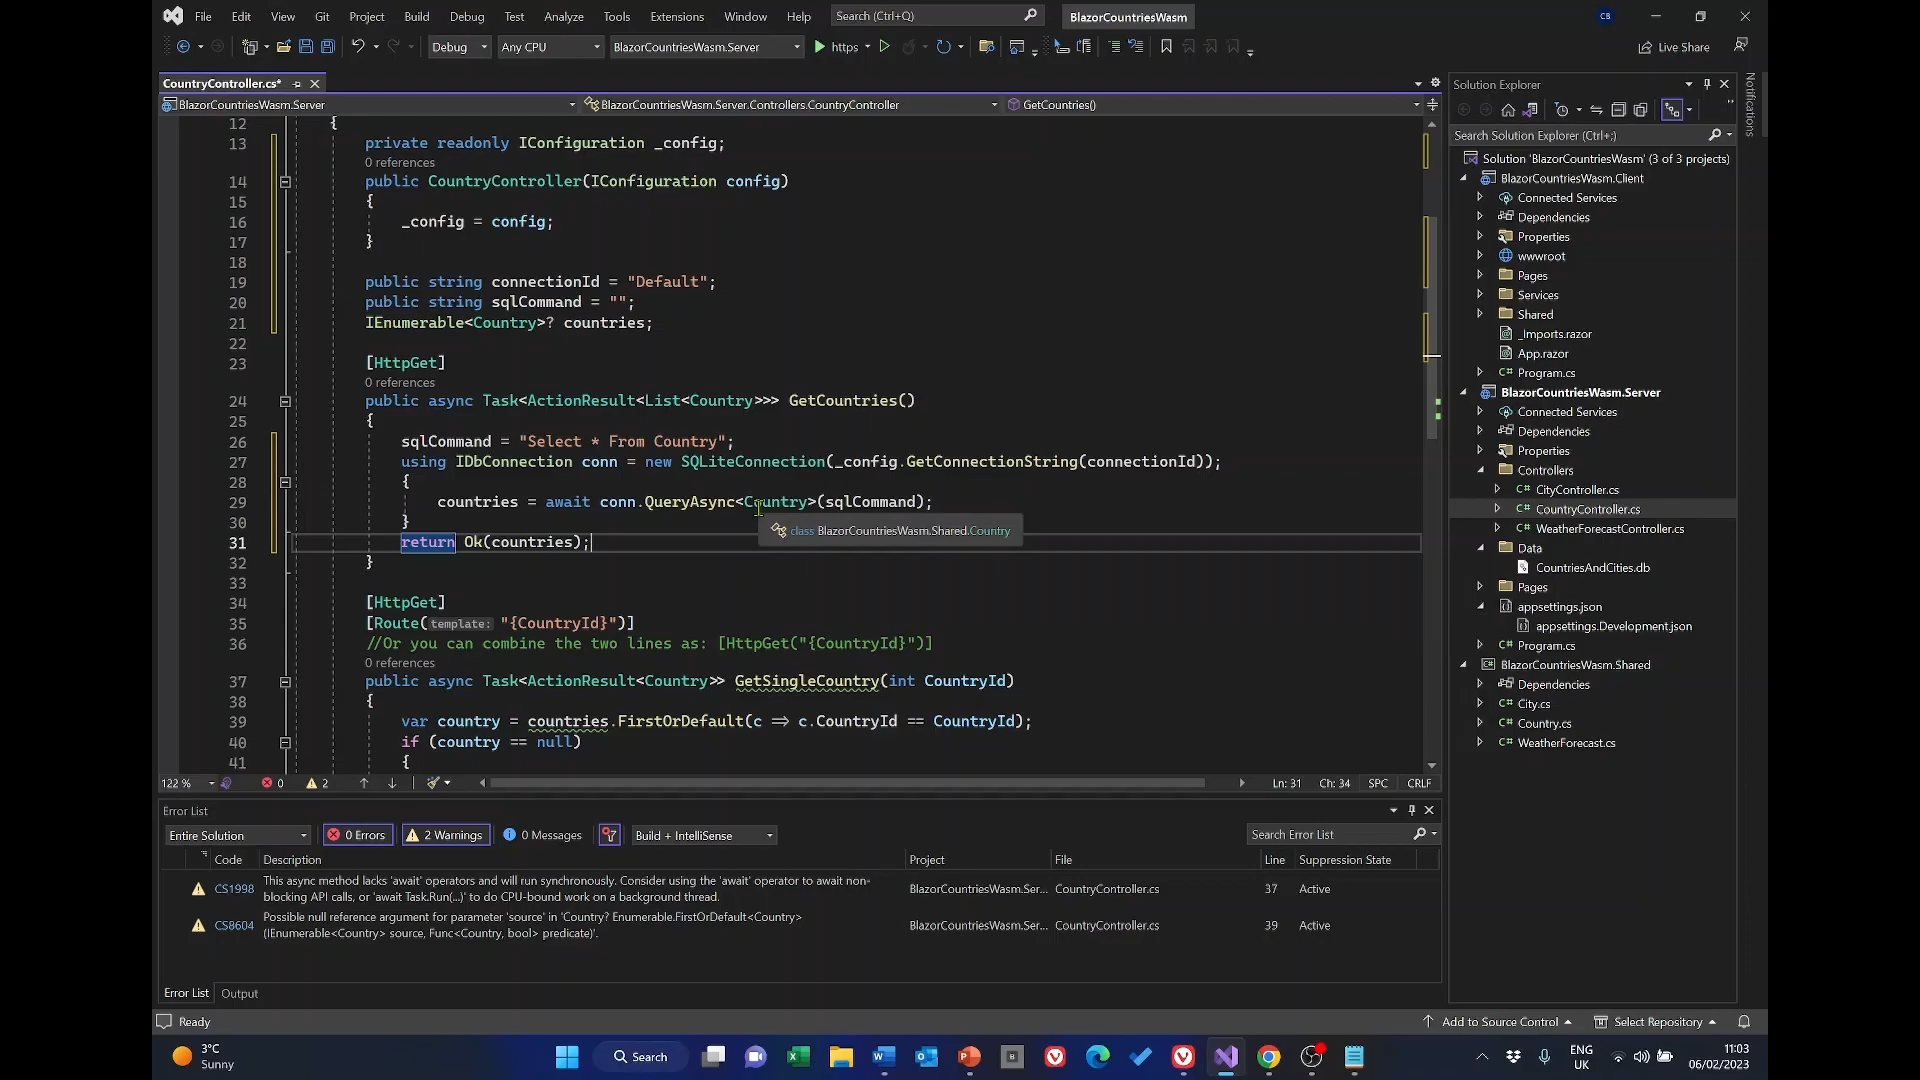 File Edit View Git Project Build Debug Test Analyze Tools Extensions Window Help Search (Ctrl+Q) BlazorCountriesWasm CB
Debug Any CPU BlazorCountriesWasm.Server https Live Share
CountryController.cs*
BlazorCountriesWasm.Server BlazorCountriesWasm.Server.Controllers.CountryController GetCountries()
12 {
13 private readonly IConfiguration _config;
0 references
14 public CountryController(IConfiguration config)
15 {
16 _config = config;
17 }
18
19 public string connectionId = "Default";
20 public string sqlCommand = "";
21 IEnumerable<Country>? countries;
22
23 [HttpGet]
0 references
24 public async Task<ActionResult<List<Country>>> GetCountries()
25 {
26 sqlCommand = "Select * From Country";
27 using IDbConnection conn = new SQLiteConnection(_config.GetConnectionString(connectionId));
28 {
29 countries = await conn.QueryAsync<Country>(sqlCommand);
30 }
class BlazorCountriesWasm.Shared.Country
31 return Ok(countries);
32 }
33
34 [HttpGet]
35 [Route(template: "{CountryId}")]
36 //Or you can combine the two lines as: [HttpGet("{CountryId}")]
0 references
37 public async Task<ActionResult<Country>> GetSingleCountry(int CountryId)
38 {
39 var country = countries.FirstOrDefault(c => c.CountryId == CountryId);
40 if (country == null)
41 {
122 % 0 2 Ln: 31 Ch: 34 SPC CRLF
Error List
Entire Solution 0 Errors 2 Warnings 0 Messages Build + IntelliSense Search Error List
Code Description Project File Line Suppression State
CS1998 This async method lacks 'await' operators and will run synchronously. Consider using the 'await' operator to await non-blocking API calls, or 'await Task.Run(...)' to do CPU-bound work on a background thread. BlazorCountriesWasm.Ser... CountryController.cs 37 Active
CS8604 Possible null reference argument for parameter 'source' in 'Country? Enumerable.FirstOrDefault<Country>(IEnumerable<Country> source, Func<Country, bool> predicate)'. BlazorCountriesWasm.Ser... CountryController.cs 39 Active
Error List Output
Solution Explorer
Search Solution Explorer (Ctrl+;)
Solution 'BlazorCountriesWasm' (3 of 3 projects)
BlazorCountriesWasm.Client
Connected Services
Dependencies
Properties
wwwroot
Pages
Services
Shared
_Imports.razor
App.razor
C# Program.cs
BlazorCountriesWasm.Server
Connected Services
Dependencies
Properties
Controllers
C# CityController.cs
C# CountryController.cs
C# WeatherForecastController.cs
Data
CountriesAndCities.db
Pages
appsettings.json
appsettings.Development.json
C# Program.cs
BlazorCountriesWasm.Shared
Dependencies
C# City.cs
C# Country.cs
C# WeatherForecast.cs
Notifications
Ready Add to Source Control Select Repository
3°C
Sunny
Search
ENG
UK
11:03
06/02/2023